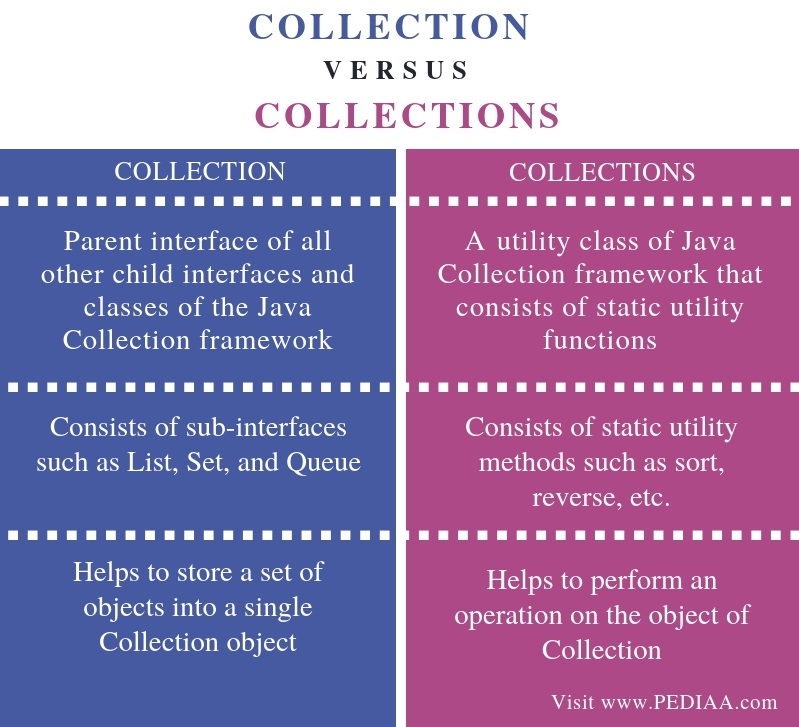 COLLECTION
VERSUS
COLLECTIONS
COLLECTION
Parent interface of all
other child interfaces and
classes of the Java
Collection framework
Consists of sub-interfaces
such as List, Set, and Queue
Helps to store a set of
objects into a single
Collection object
COLLECTIONS
A utility class of Java
Collection framework that
consists of static utility
functions
Consists of static utility
methods such as sort,
reverse, etc.
Helps to perform an
operation on the object of
Collection
Visit www.PEDIAA.com